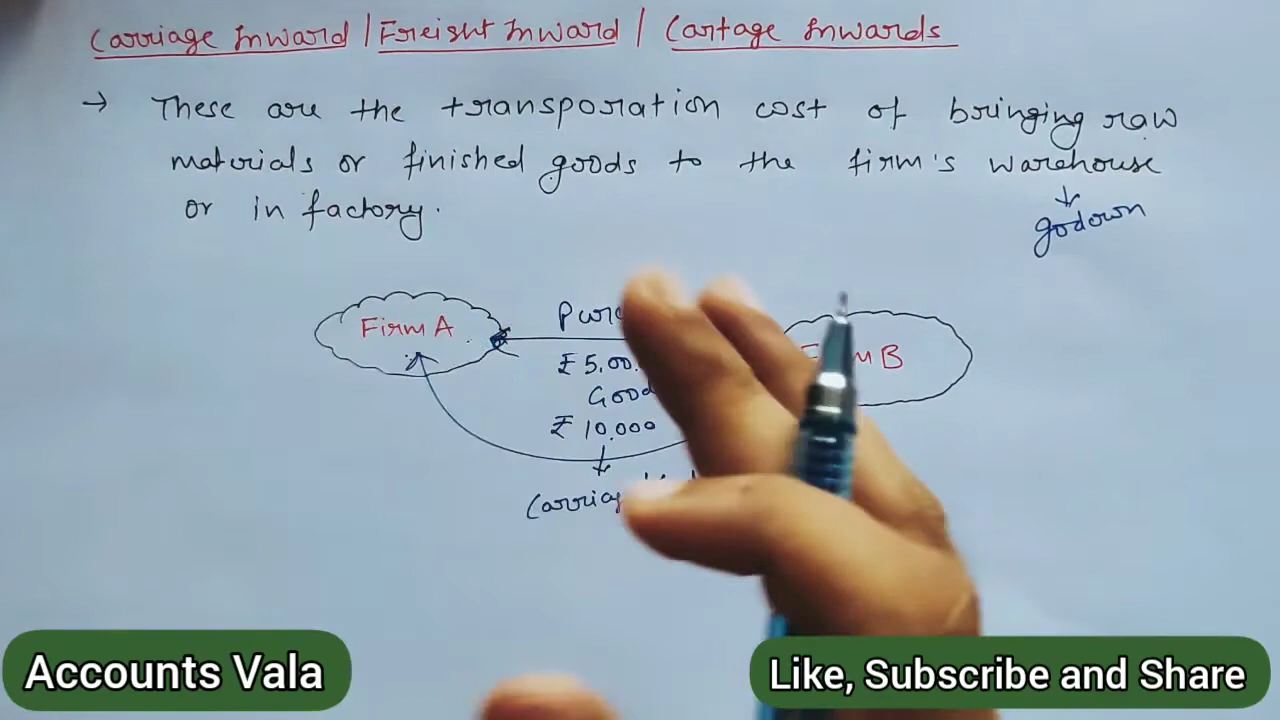 Carriage Inward / Freight Inward / Cartage Inwards
→ These are the transporation cost of bringing raw
materials or finished goods to the firm's warehouse
or in factory.
godown
Firm A
B
₹ 10,000
Accounts Vala
Like, Subscribe and Share